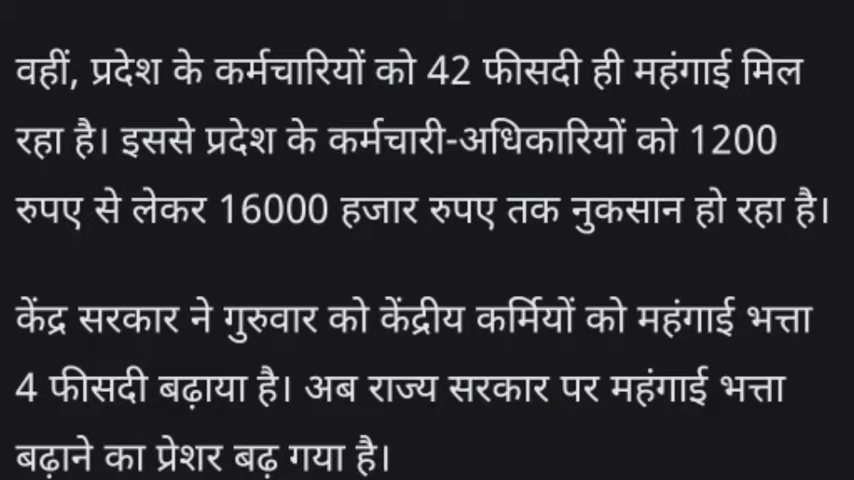 वहीं, प्रदेश के कर्मचारियों को 42 फीसदी ही महंगाई मिल
रहा है। इससे प्रदेश के कर्मचारी-अधिकारियों को 1200
रुपए से लेकर 16000 हजार रुपए तक नुकसान हो रहा है।
केंद्र सरकार ने गुरुवार को केंद्रीय कर्मियों को महंगाई भत्ता
4 फीसदी बढ़ाया है। अब राज्य सरकार पर महंगाई भत्ता
बढ़ाने का प्रेशर बढ़ गया है।